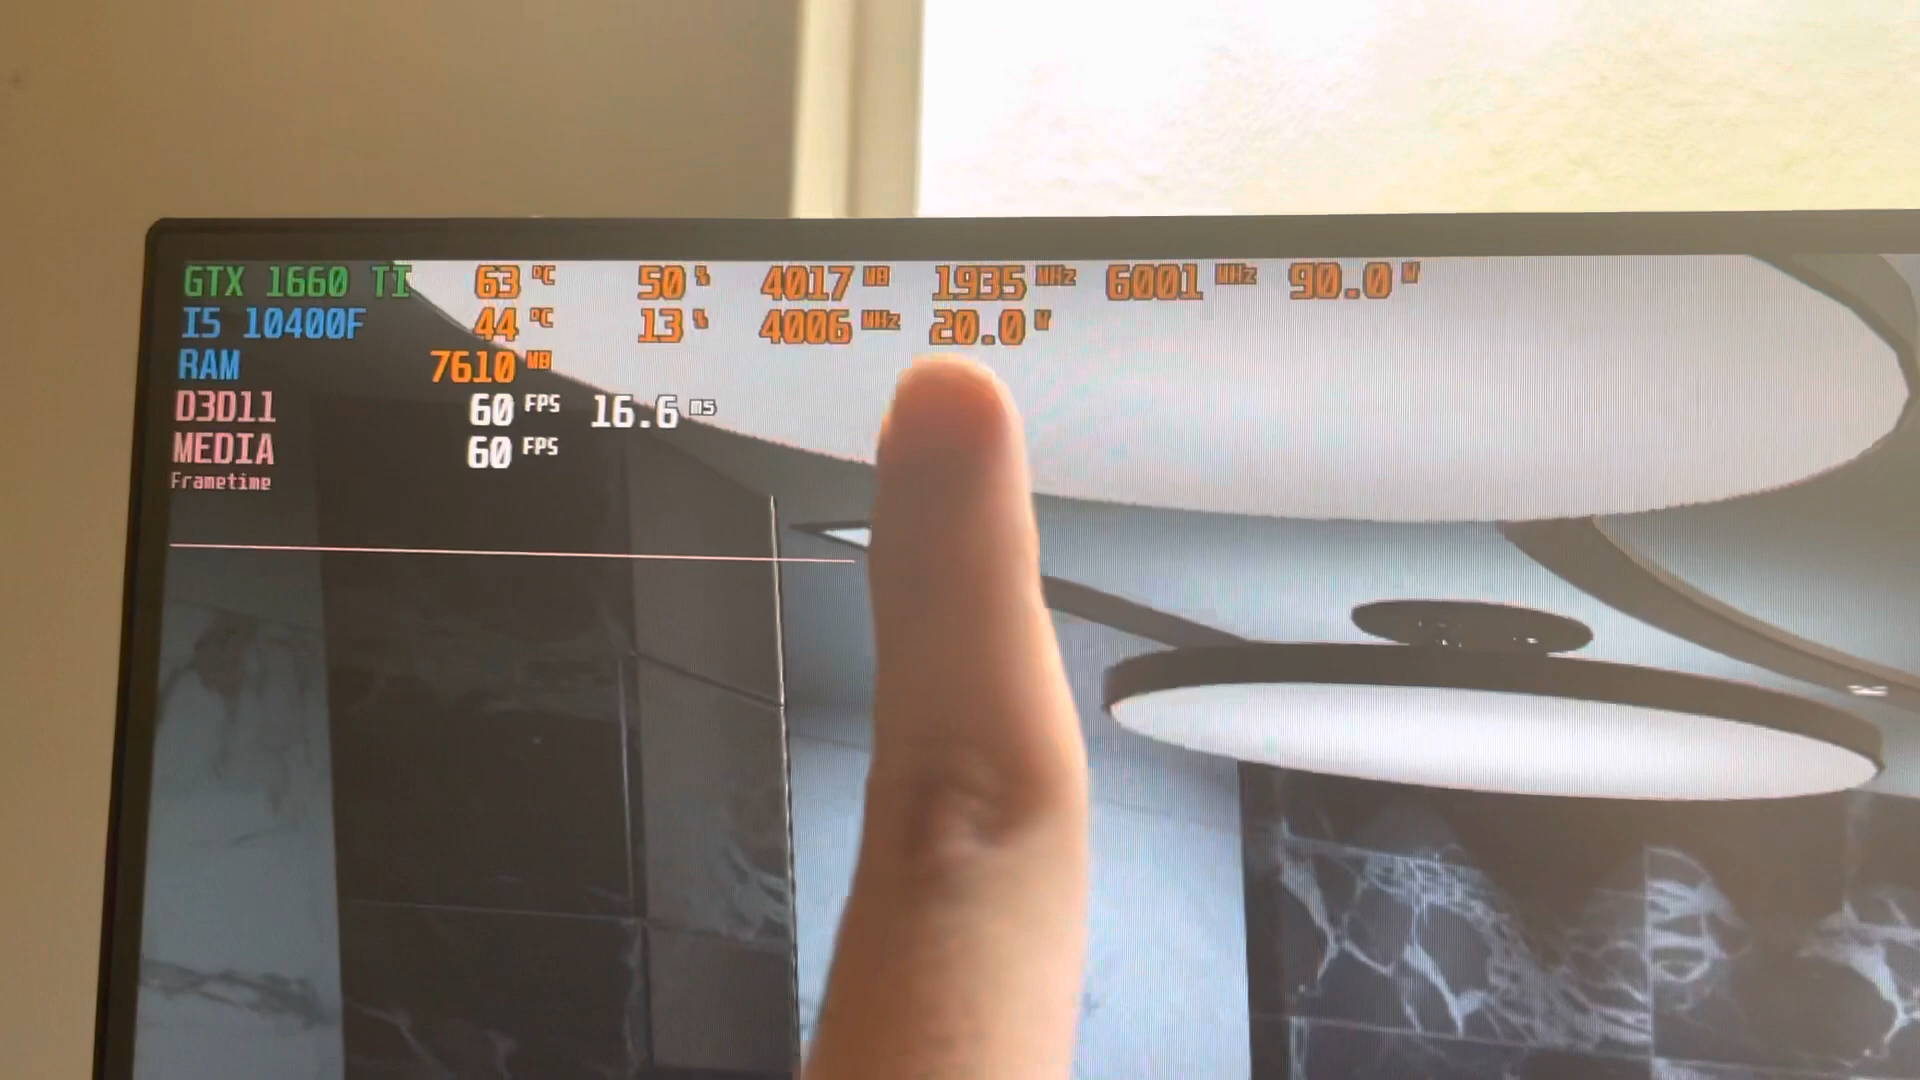 GTX 1660 TI 63 °C 50 % 4017 MB 1935 MHz 6001 MHz 90.0 W
I5 10400F 44 °C 13 % 4006 MHz 20.0 W
RAM 7610 MB
D3D11 60 FPS 16.6 ms
MEDIA 60 FPS
Frametime